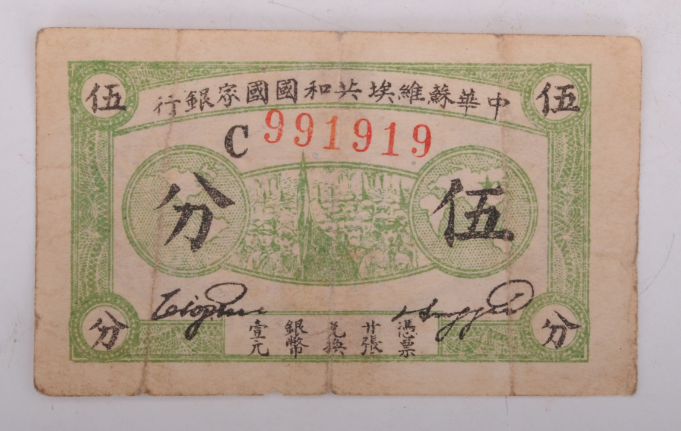 中華蘇維埃共和國國家銀行
伍
伍
C 991919
伍
分
憑票
廿張
兌換
銀幣
壹元
分
分